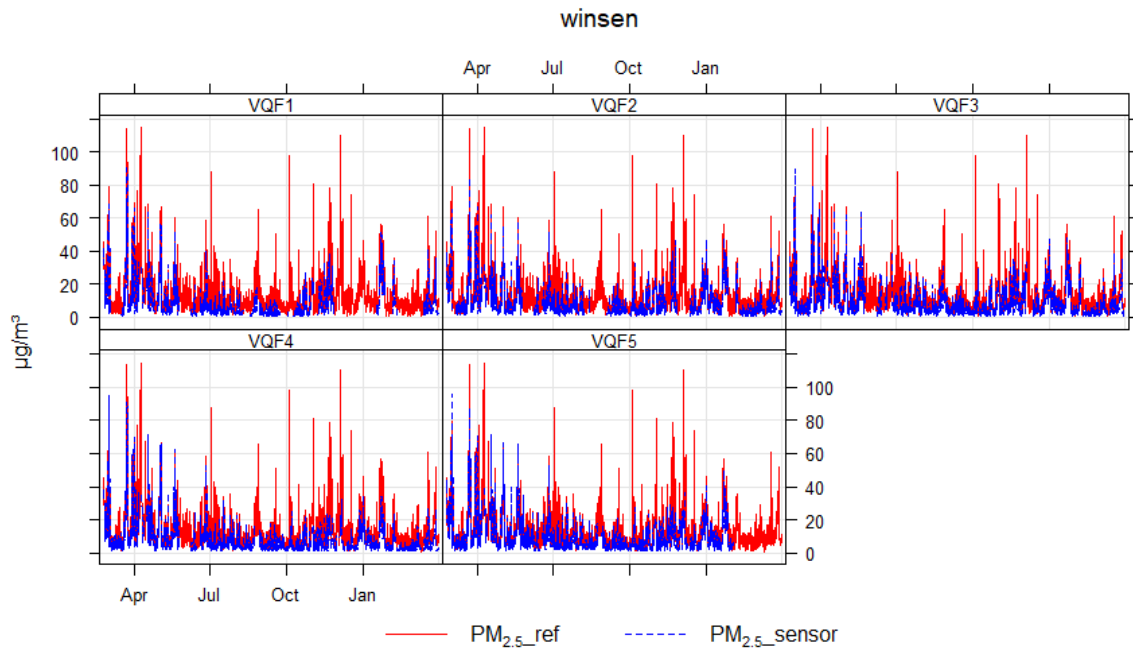 winsen
Apr Jul Oct Jan
VQF1 VQF2 VQF3
100
80
60
40
20
0
µg/m³
VQF4 VQF5
100
80
60
40
20
0
Apr Jul Oct Jan
PM2.5_ref PM2.5_sensor